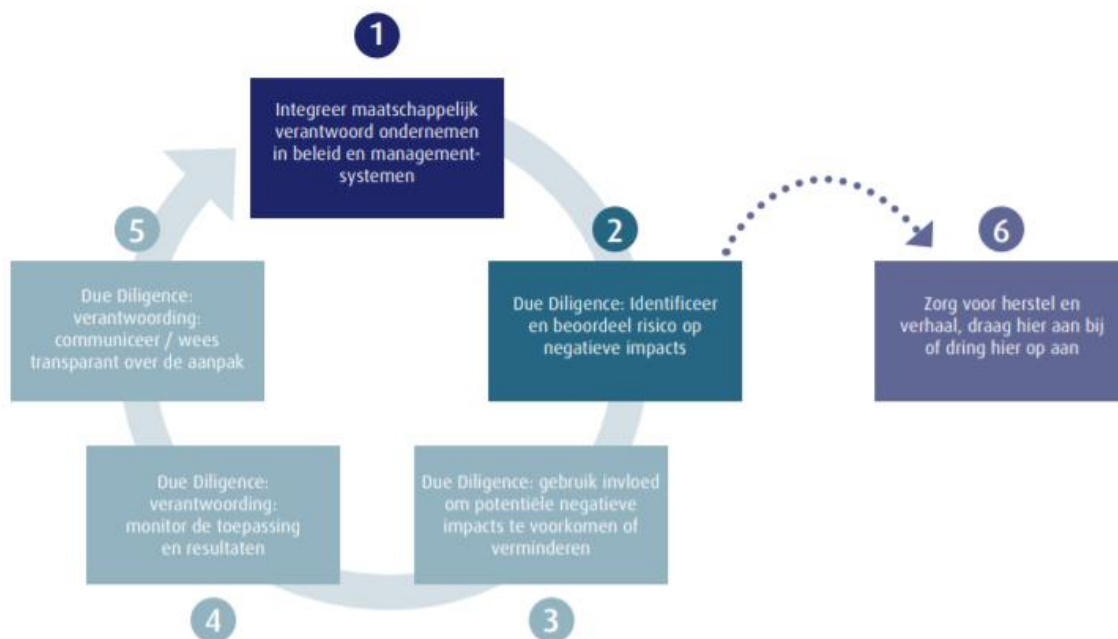 1
Integreer maatschappelijk
verantwoord ondernemen
in beleid en management-
systemen
2
Due Diligence: Identificeer
en beoordeel risico op
negatieve impacts
3
Due Diligence: gebruik invloed
om potentiële negatieve
impacts te voorkomen of
verminderen
4
Due Diligence:
verantwoording:
monitor de toepassing
en resultaten
5
Due Diligence:
verantwoording:
communiceer / wees
transparant over de aanpak
6
Zorg voor herstel en
verhaal, draag hier aan bij
of dring hier op aan